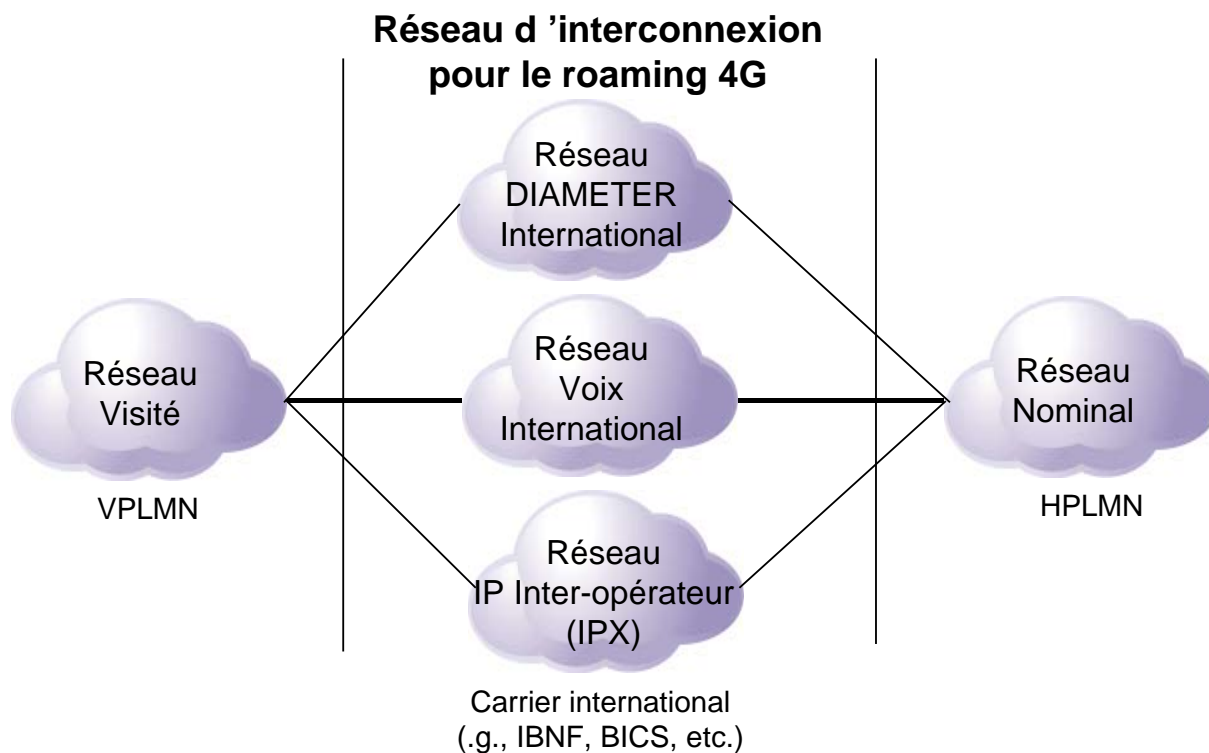 Réseau d ’interconnexion
pour le roaming 4G
Réseau
DIAMETER
International
Réseau
Visité
VPLMN
Réseau
Voix
International
Réseau
Nominal
HPLMN
Réseau
IP Inter-opérateur
(IPX)
Carrier international
(.g., IBNF, BICS, etc.)